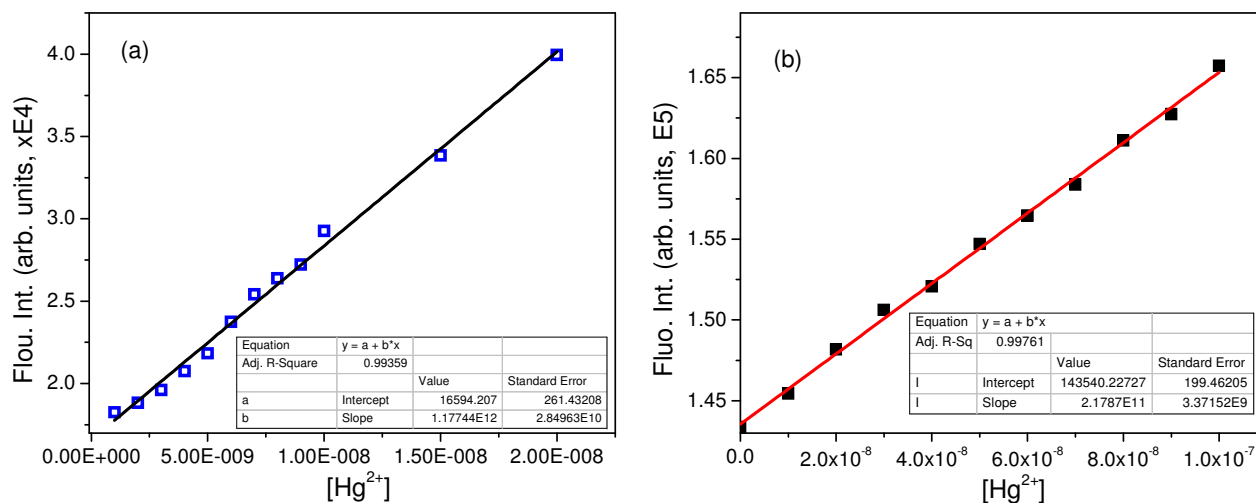 (a)
Flou. Int. (arb. units, xE4)
4.0
3.5
3.0
2.5
2.0
0.00E+000 5.00E-009 1.00E-008 1.50E-008 2.00E-008
[Hg²⁺]
Equation y = a + b*x
Adj. R-Square 0.99359
Value Standard Error
a Intercept 16594.207 261.43208
b Slope 1.17744E12 2.84963E10
(b)
Fluo. Int. (arb. units, E5)
1.65
1.60
1.55
1.50
1.45
0.0 2.0x10⁻⁸ 4.0x10⁻⁸ 6.0x10⁻⁸ 8.0x10⁻⁸ 1.0x10⁻⁷
[Hg²⁺]
Equation y = a + b*x
Adj. R-Sq 0.99761
Value Standard Error
I Intercept 143540.22727 199.46205
I Slope 2.1787E11 3.37152E9